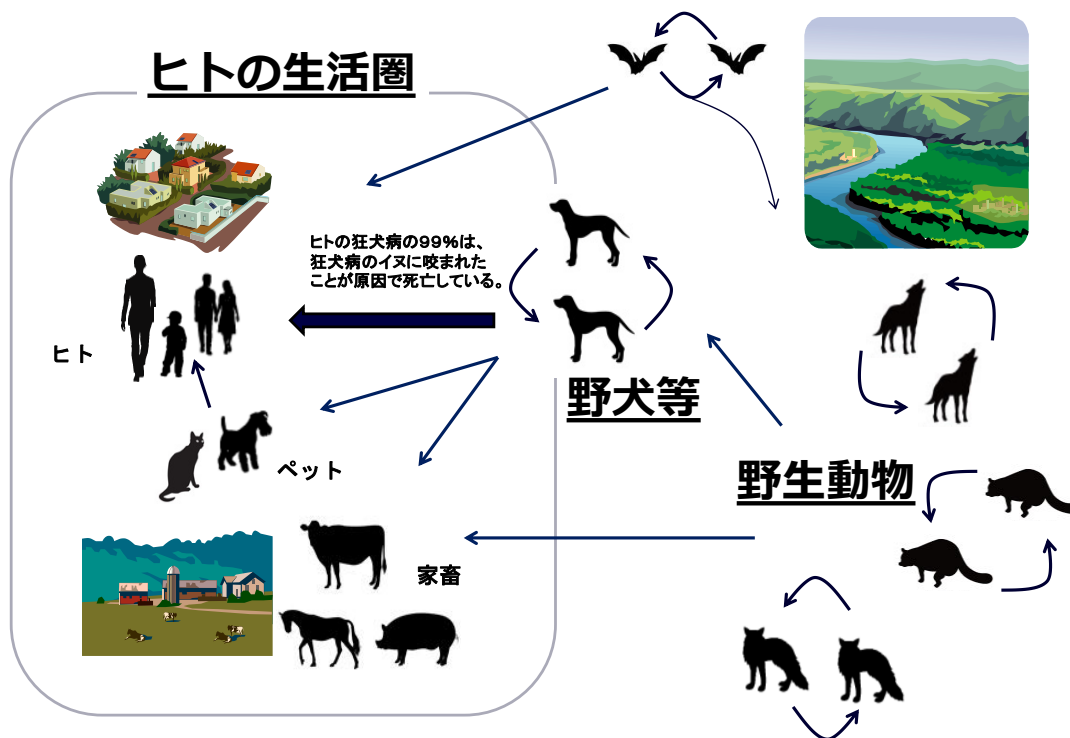 ヒトの生活圏
ヒトの狂犬病の99%は、
狂犬病のイヌに咬まれた
ことが原因で死亡している。
ヒト
野犬等
ペット
野生動物
家畜